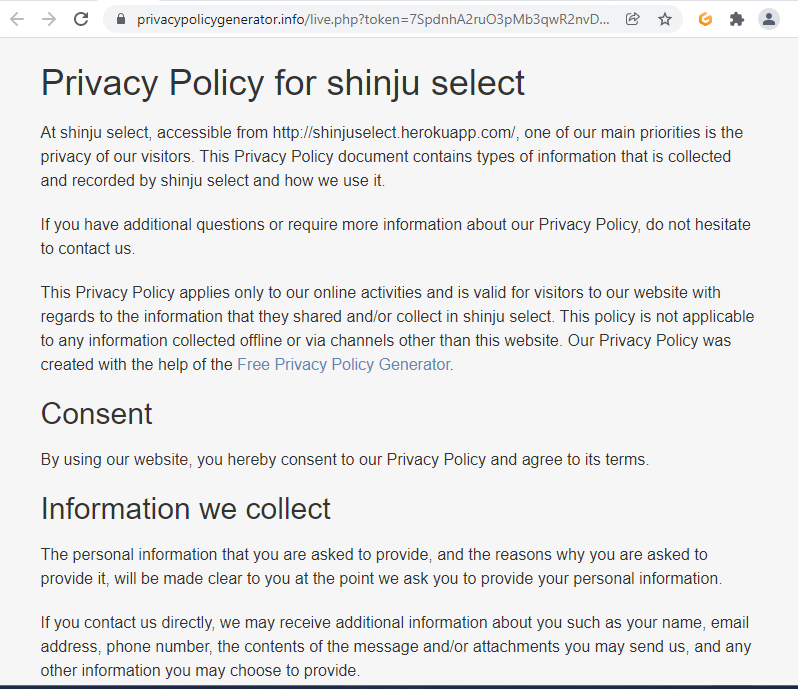 privacypolicygenerator.info/live.php?token=7SpdnhA2ruO3pMb3qwR2nvD...
Privacy Policy for shinju select
At shinju select, accessible from http://shinjuselect.herokuapp.com/, one of our main priorities is the
privacy of our visitors. This Privacy Policy document contains types of information that is collected
and recorded by shinju select and how we use it.
If you have additional questions or require more information about our Privacy Policy, do not hesitate
to contact us.
This Privacy Policy applies only to our online activities and is valid for visitors to our website with
regards to the information that they shared and/or collect in shinju select. This policy is not applicable
to any information collected offline or via channels other than this website. Our Privacy Policy was
created with the help of the Free Privacy Policy Generator.
Consent
By using our website, you hereby consent to our Privacy Policy and agree to its terms.
Information we collect
The personal information that you are asked to provide, and the reasons why you are asked to
provide it, will be made clear to you at the point we ask you to provide your personal information.
If you contact us directly, we may receive additional information about you such as your name, email
address, phone number, the contents of the message and/or attachments you may send us, and any
other information you may choose to provide.